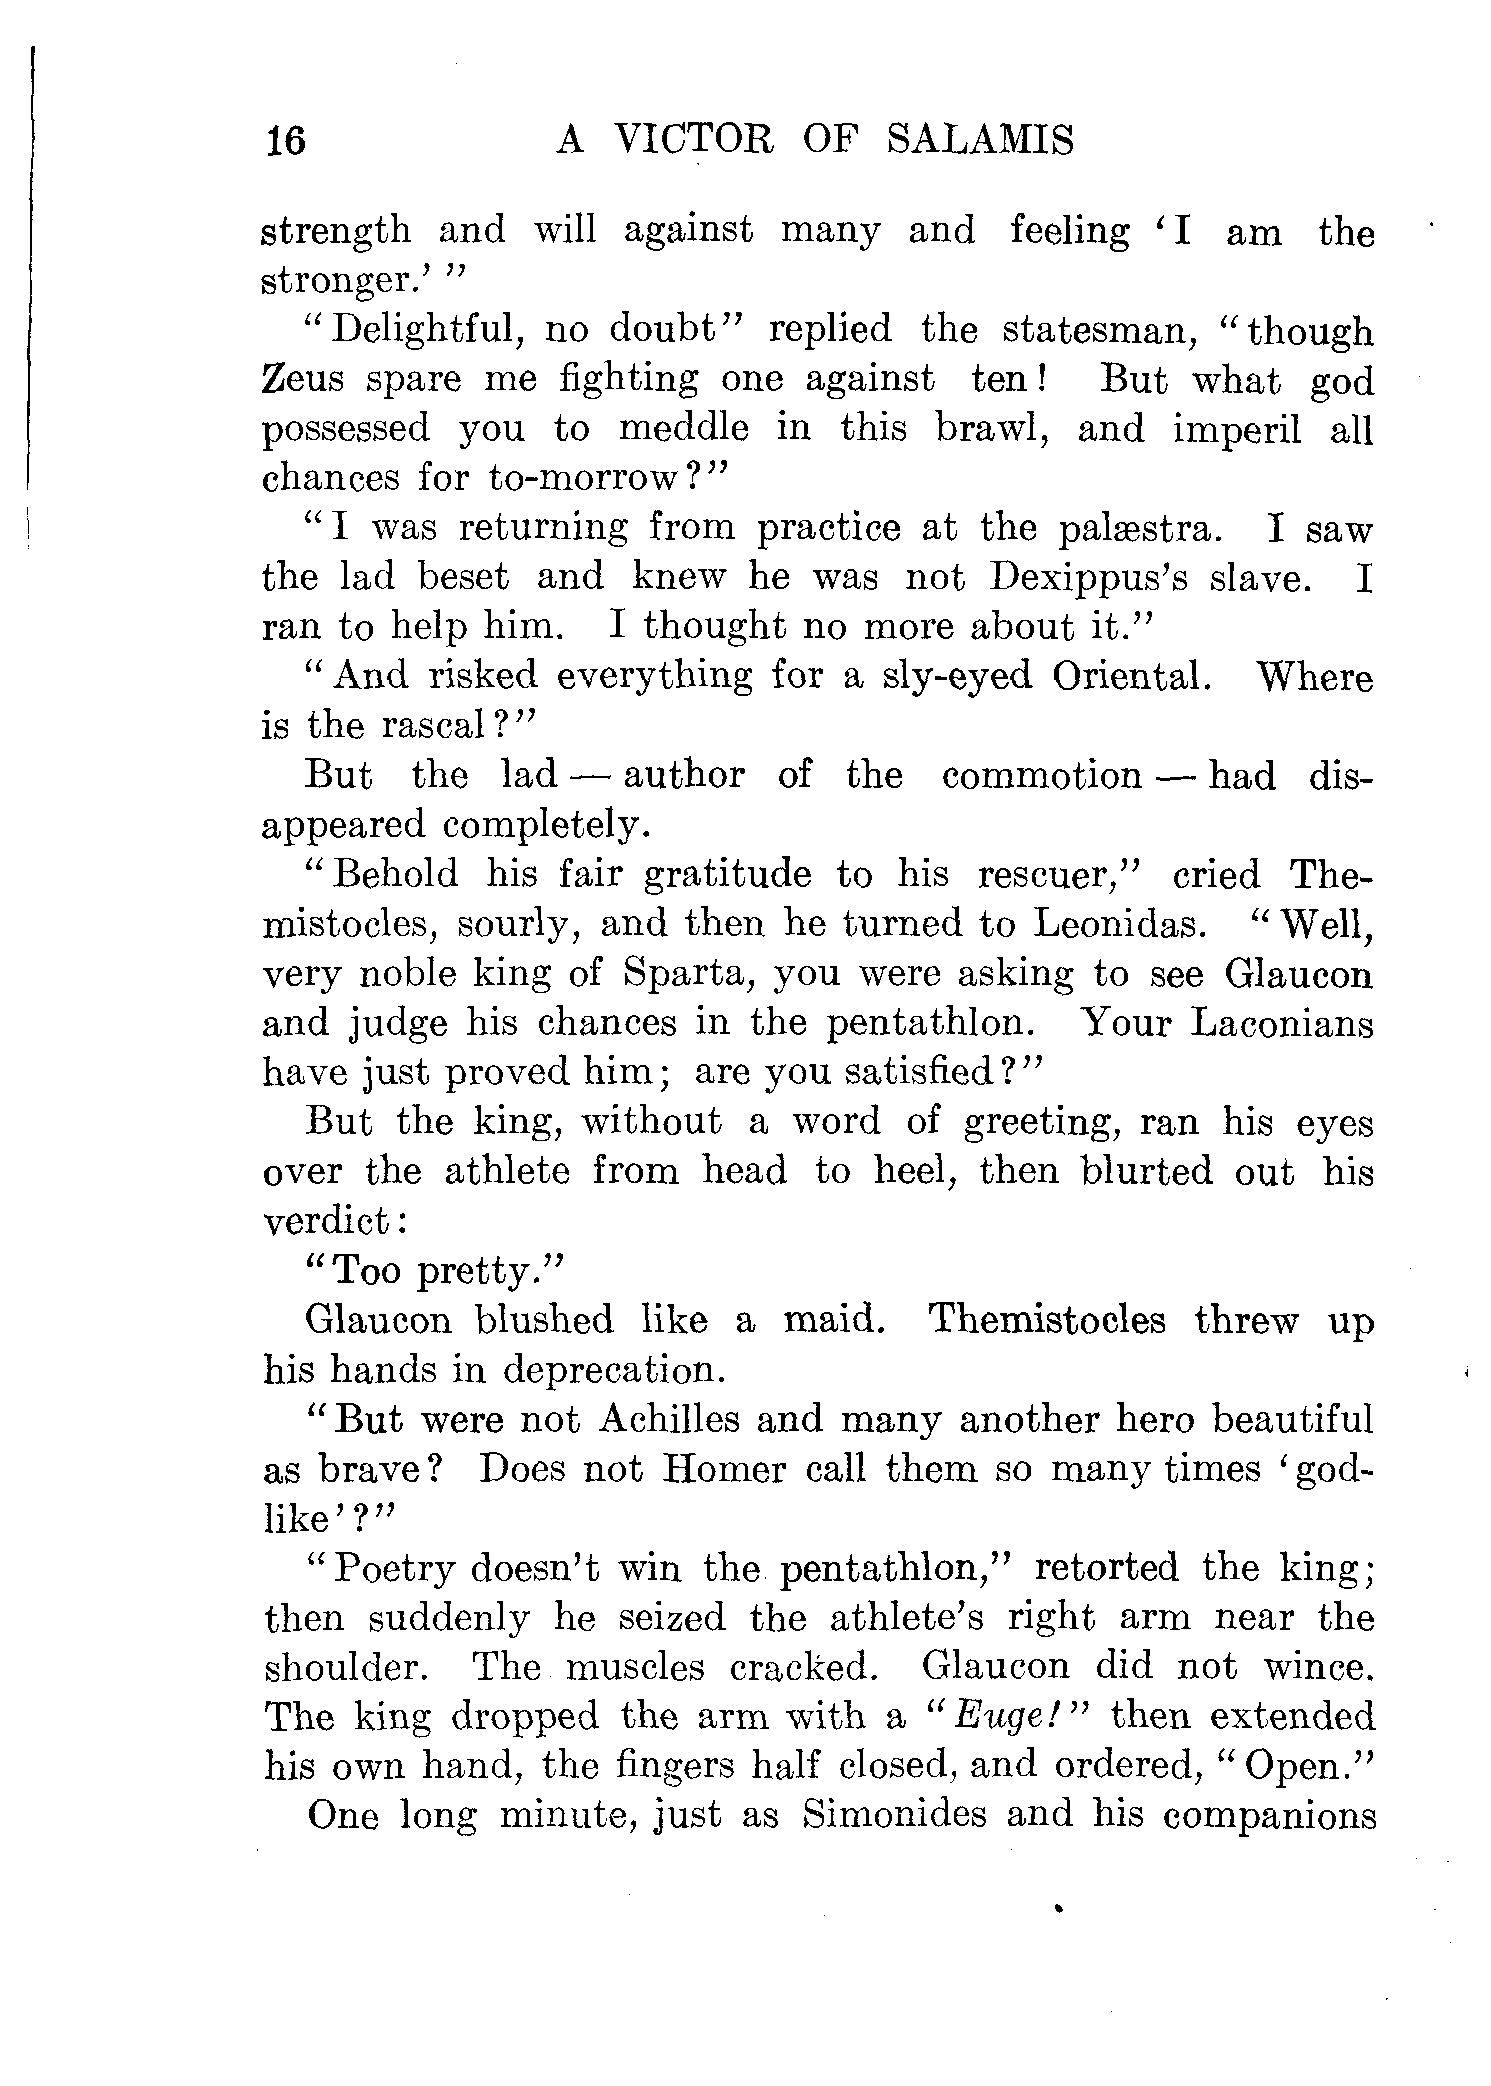 16 A VICTOR OF SALAMIS
strength and will against many and feeling ‘I am the
stronger.’ ”
“Delightful, no doubt” replied the statesman, “though
Zeus spare me fighting one against ten! But what god
possessed you to meddle in this brawl, and imperil all
chances for to-morrow?”
“I was returning from practice at the palæstra. I saw
the lad beset and knew he was not Dexippus’s slave. I
ran to help him. I thought no more about it.”
“And risked everything for a sly-eyed Oriental. Where
is the rascal?”
But the lad — author of the commotion — had dis-
appeared completely.
“Behold his fair gratitude to his rescuer,” cried The-
mistocles, sourly, and then he turned to Leonidas. “Well,
very noble king of Sparta, you were asking to see Glaucon
and judge his chances in the pentathlon. Your Laconians
have just proved him; are you satisfied?”
But the king, without a word of greeting, ran his eyes
over the athlete from head to heel, then blurted out his
verdict:
“Too pretty.”
Glaucon blushed like a maid. Themistocles threw up
his hands in deprecation.
“But were not Achilles and many another hero beautiful
as brave? Does not Homer call them so many times ‘god-
like’?”
“Poetry doesn’t win the pentathlon,” retorted the king;
then suddenly he seized the athlete’s right arm near the
shoulder. The muscles cracked. Glaucon did not wince.
The king dropped the arm with a “Euge!” then extended
his own hand, the fingers half closed, and ordered, “Open.”
One long minute, just as Simonides and his companions